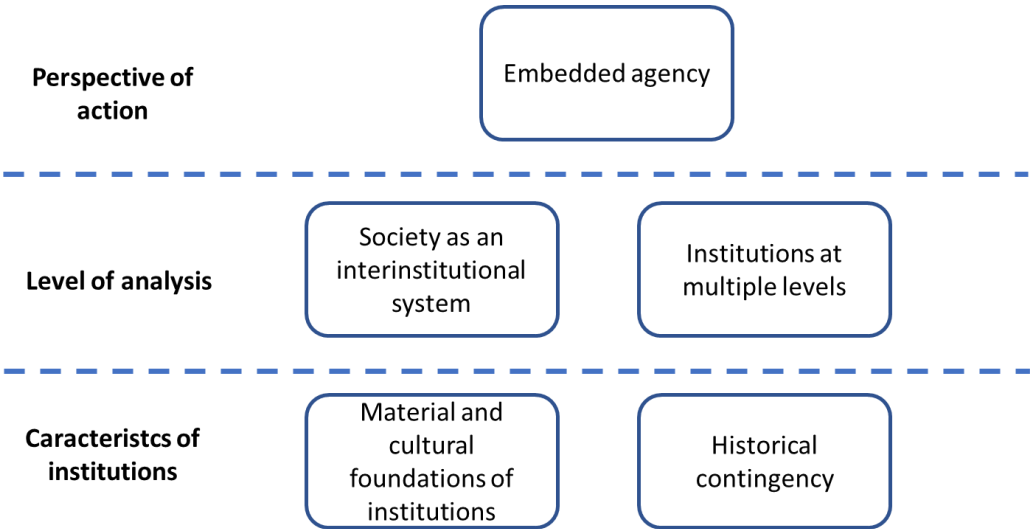 Perspective of
action
Embedded agency
Level of analysis
Society as an
interinstitutional
system
Institutions at
multiple levels
Caracteristcs of
institutions
Material and
cultural
foundations of
institutions
Historical
contingency